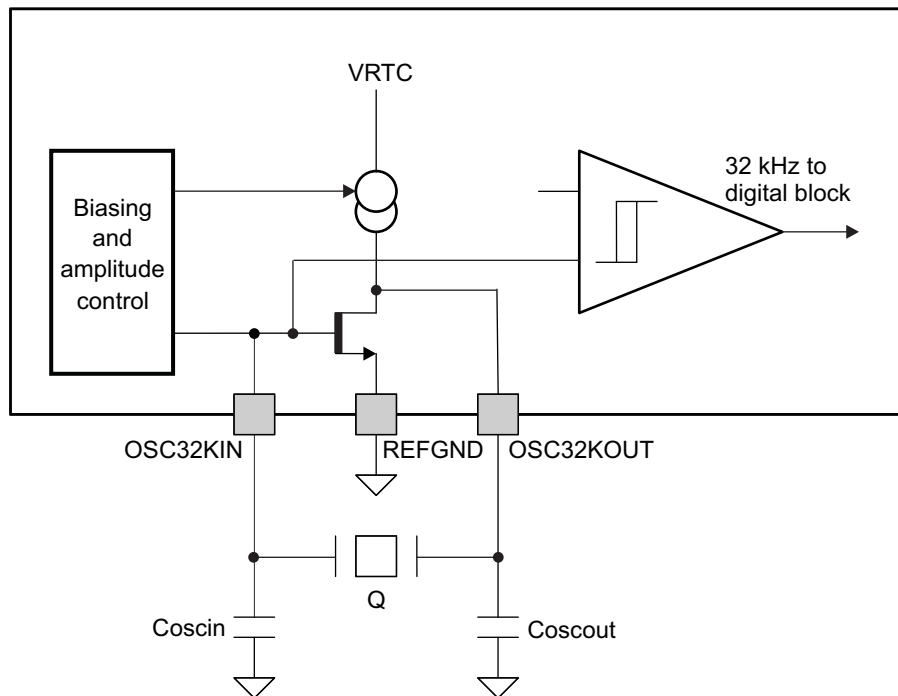 VRTC
32 kHz to
digital block
Biasing
and
amplitude
control
OSC32KIN
REFGND
OSC32KOUT
Q
Coscin
Coscout